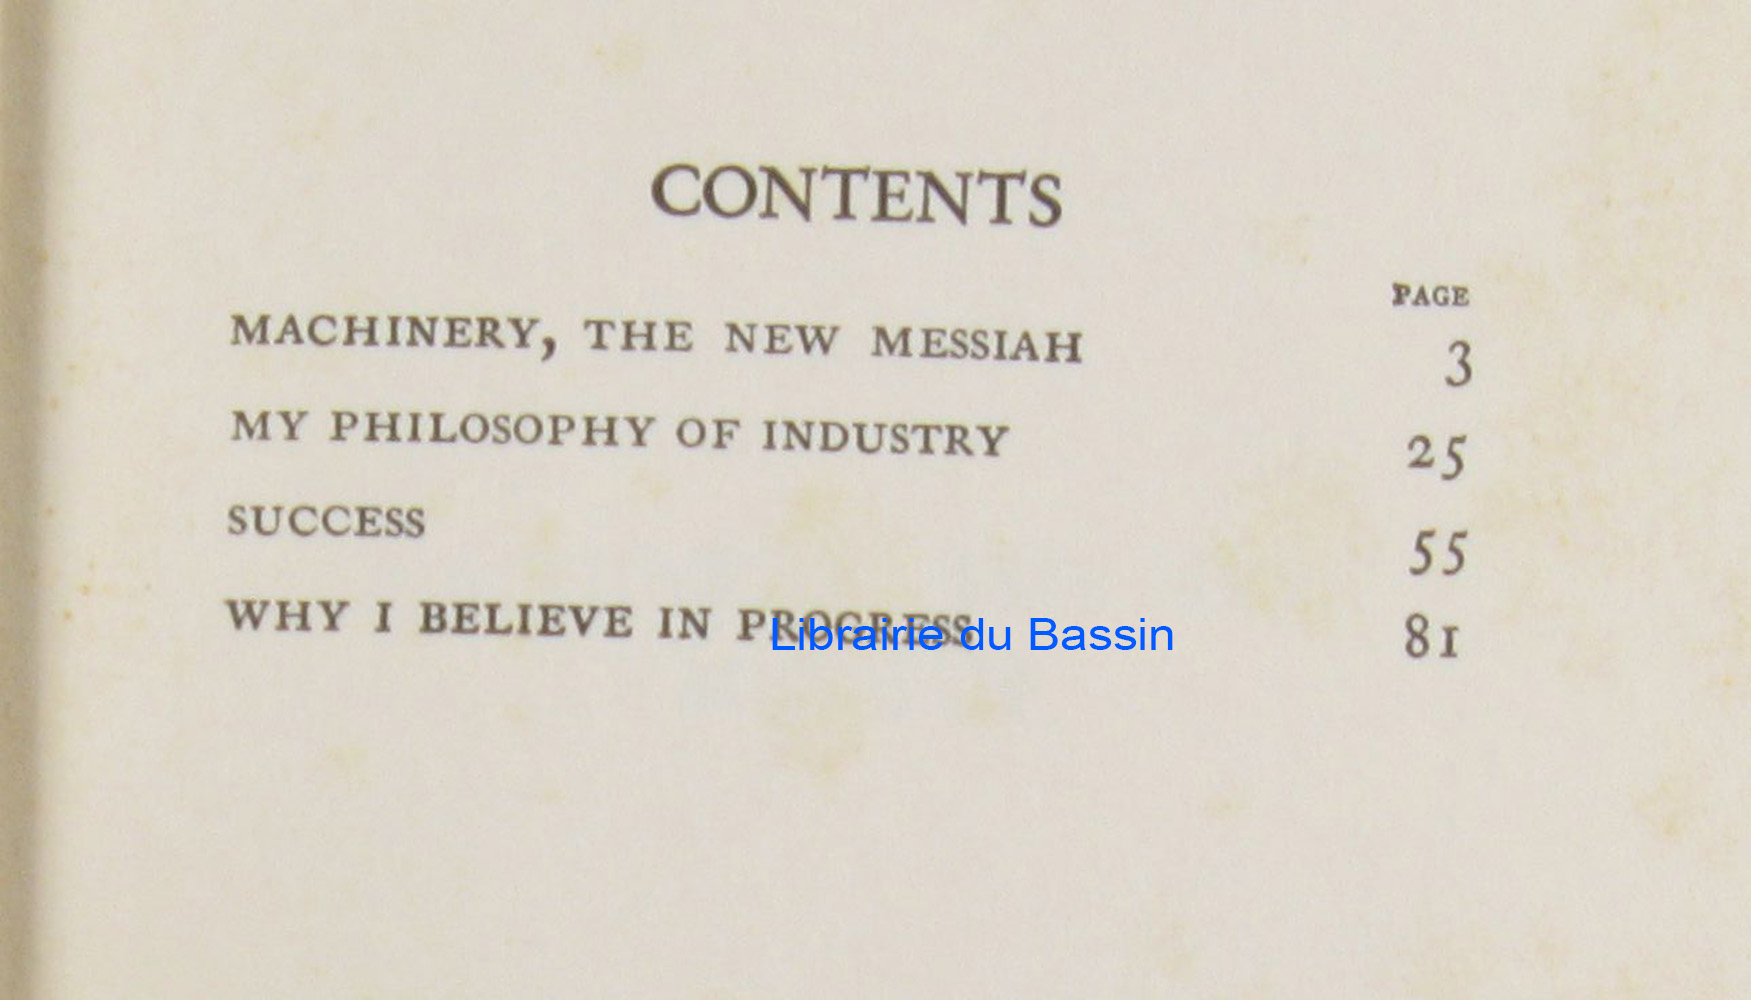 CONTENTS
PAGE
MACHINERY, THE NEW MESSIAH 3
MY PHILOSOPHY OF INDUSTRY 25
SUCCESS 55
WHY I BELIEVE IN PROGRESS 81
Librairie du Bassin